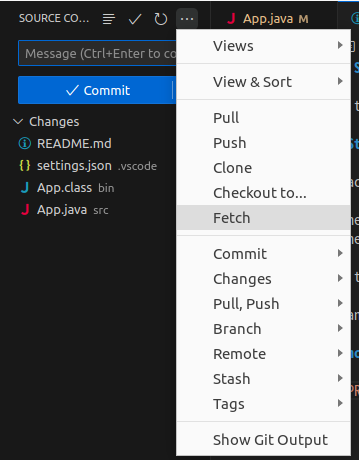 SOURCE CO...
App.java M
Message (Ctrl+Enter to co
Commit
Changes
README.md
settings.json .vscode
App.class bin
App.java src
Views
View & Sort
Pull
Push
Clone
Checkout to...
Fetch
Commit
Changes
Pull, Push
Branch
Remote
Stash
Tags
Show Git Output